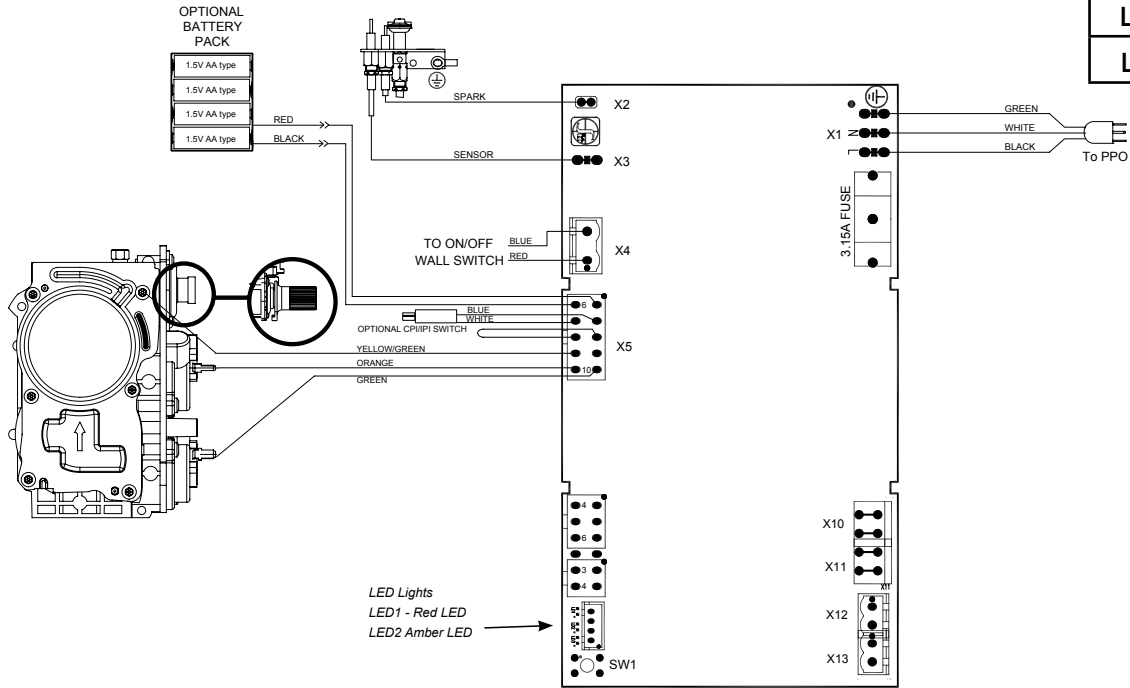 OPTIONAL
BATTERY
PACK
1.5V AA type
1.5V AA type
1.5V AA type
1.5V AA type
RED
BLACK
SPARK
SENSOR
X2
X3
L
L
GREEN
X1
N
WHITE
L
BLACK
To PPO
3.15A FUSE
TO ON/OFF
WALL SWITCH
BLUE
RED
X4
6
BLUE
WHITE
OPTIONAL CPI/IPI SWITCH
X5
YELLOW/GREEN
ORANGE
10
GREEN
4
6
3
4
X10
X11
X11
X12
X13
LED Lights
LED1 - Red LED
LED2 Amber LED
SW1